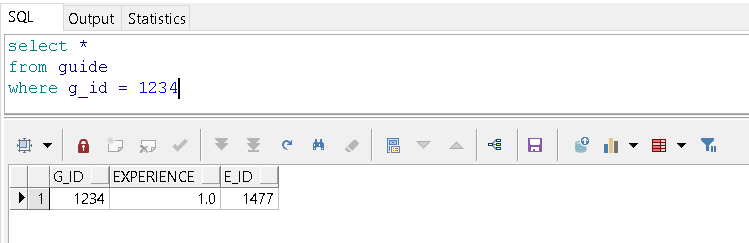 SQL Output Statistics
select *
from guide
where g_id = 1234
G_ID EXPERIENCE E_ID
1 1234 1.0 1477